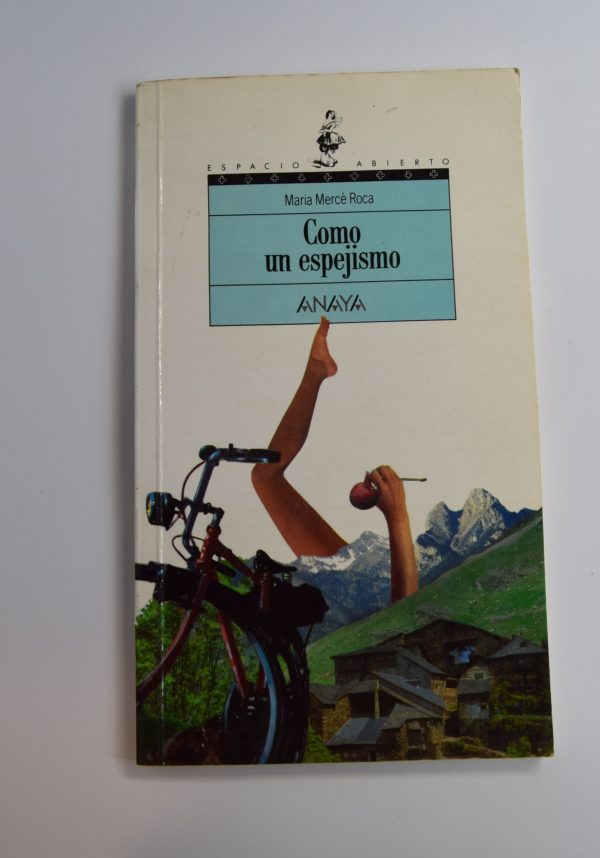 ESPACIO ABIERTO
Maria Mercè Roca
Como
un espejismo
ANAYA